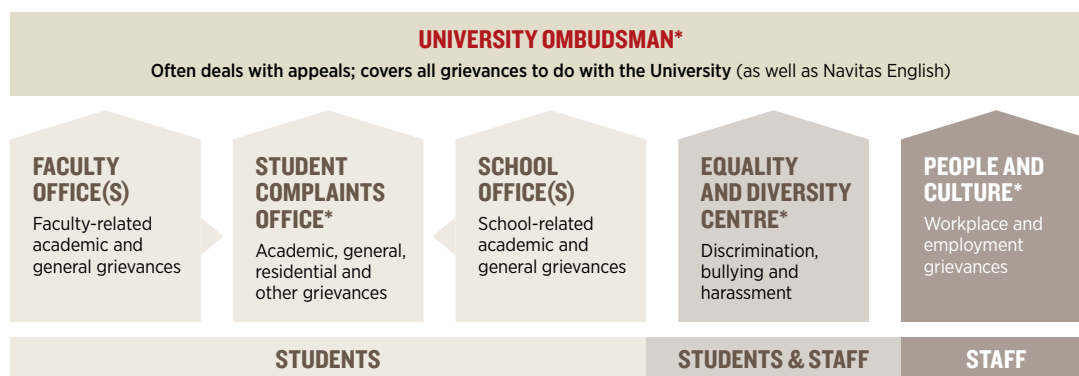 UNIVERSITY OMBUDSMAN*
Often deals with appeals; covers all grievances to do with the University (as well as Navitas English)
FACULTY
OFFICE(S)
Faculty-related
academic and
general grievances
STUDENT
COMPLAINTS
OFFICE*
Academic, general,
residential and
other grievances
SCHOOL
OFFICE(S)
School-related
academic and
general grievances
EQUALITY
AND DIVERSITY
CENTRE*
Discrimination,
bullying and
harassment
PEOPLE AND
CULTURE*
Workplace and
employment
grievances
STUDENTS
STUDENTS & STAFF
STAFF